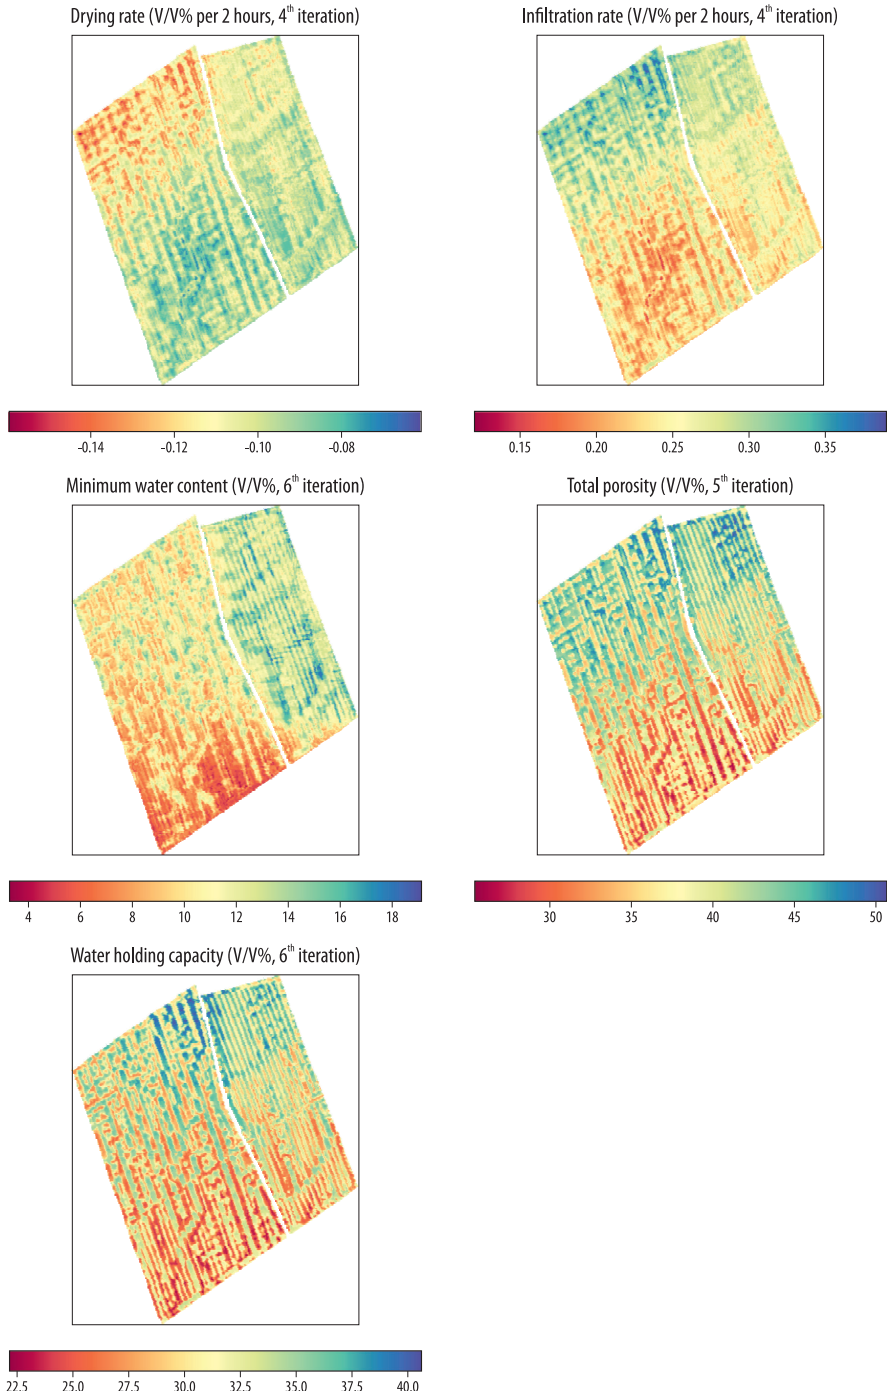 Drying rate (V/V% per 2 hours, 4th iteration)
Infiltration rate (V/V% per 2 hours, 4th iteration)
-0.14 -0.12 -0.10 -0.08
0.15 0.20 0.25 0.30 0.35
Minimum water content (V/V%, 6th iteration)
Total porosity (V/V%, 5th iteration)
4 6 8 10 12 14 16 18
30 35 40 45 50
Water holding capacity (V/V%, 6th iteration)
22.5 25.0 27.5 30.0 32.5 35.0 37.5 40.0